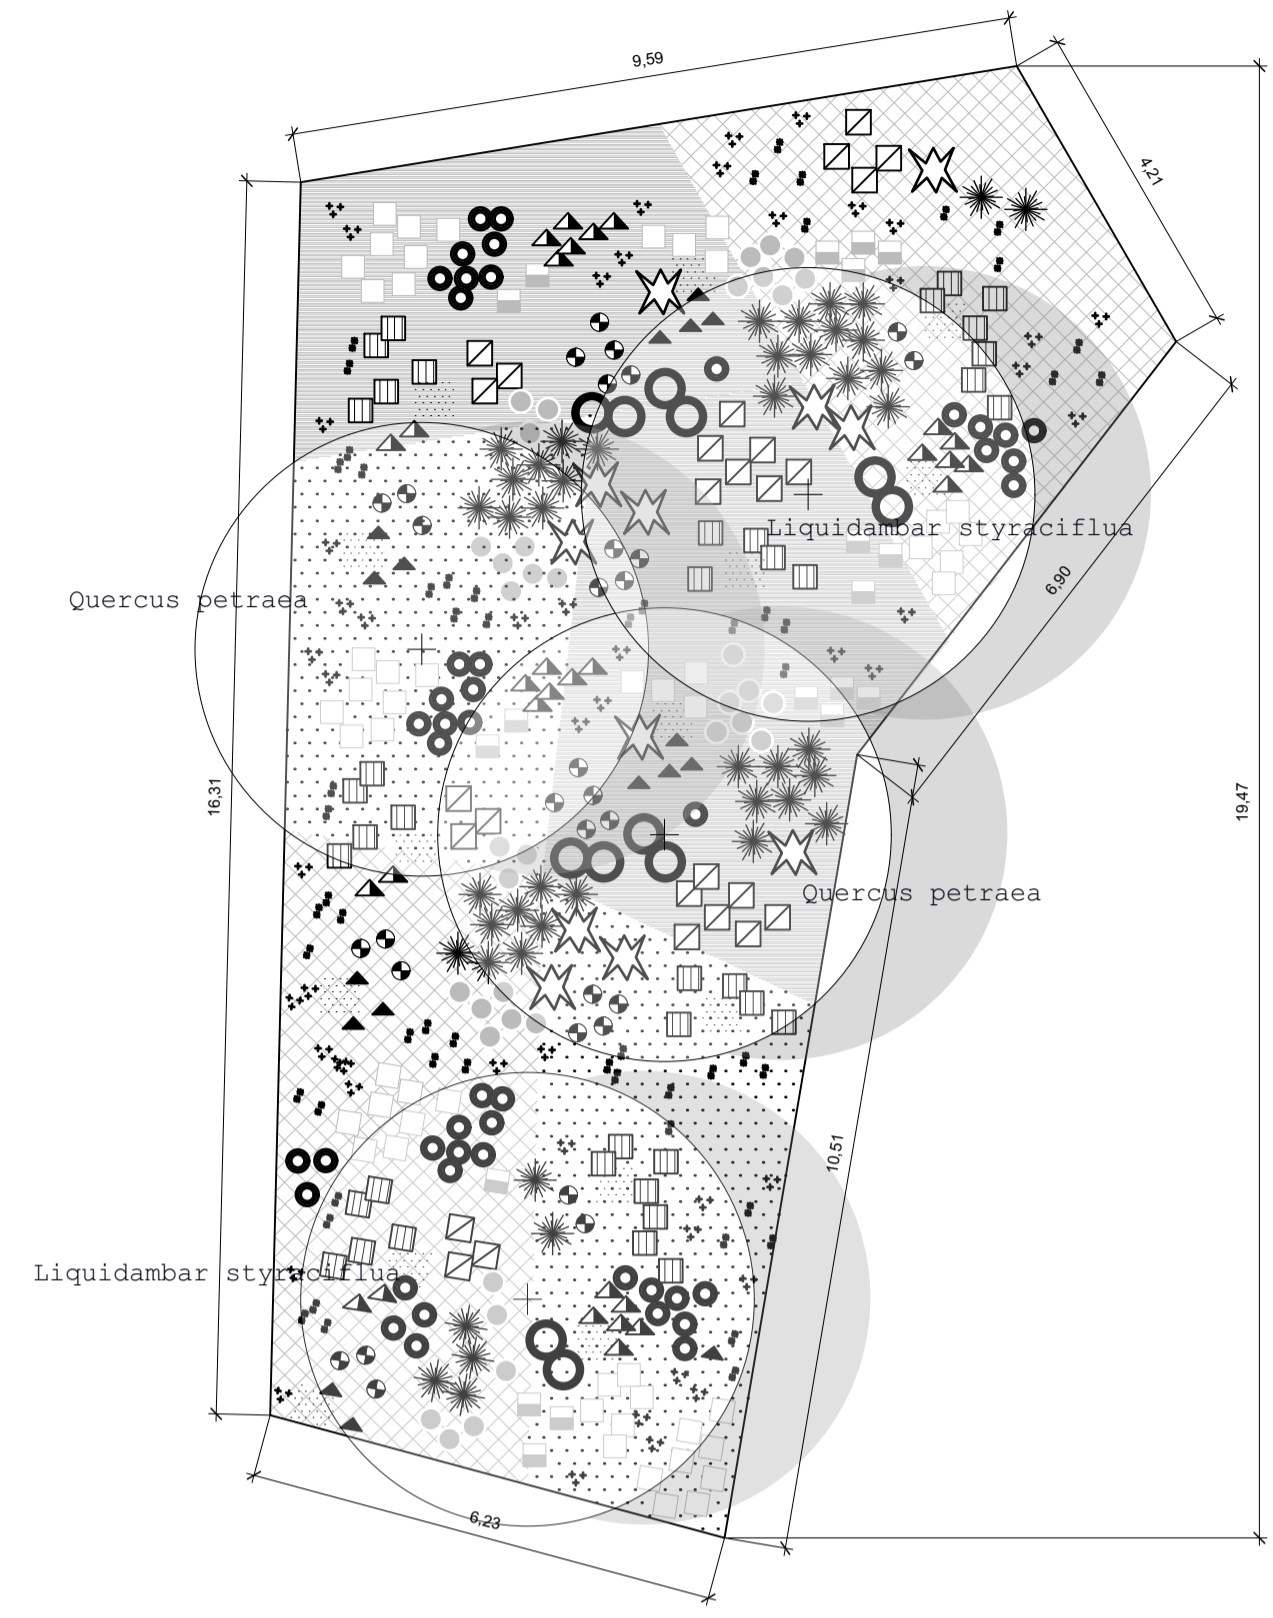 9,59
4,21
Liquidambar styraciflua
Quercus petraea
6,90
16,31
19,47
Quercus petraea
10,51
Liquidambar styraciflua
6,23